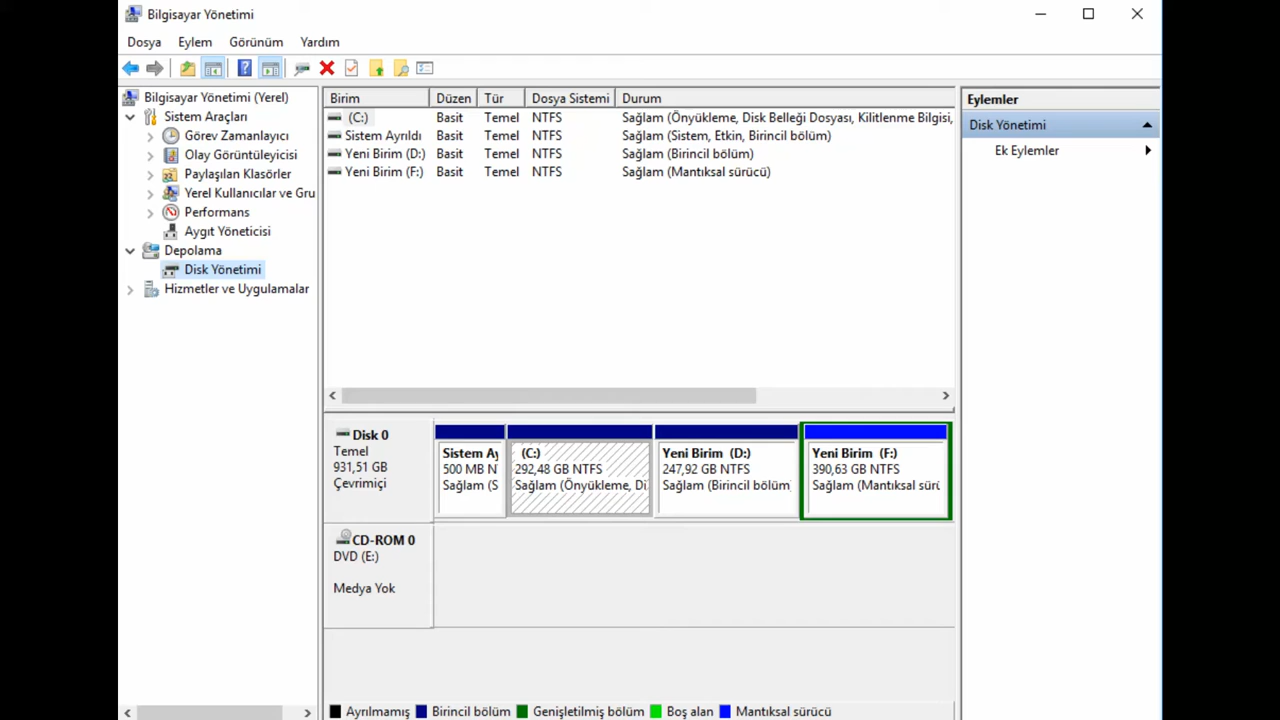 Bilgisayar Yönetimi
Dosya Eylem Görünüm Yardım
Bilgisayar Yönetimi (Yerel)
Sistem Araçları
Görev Zamanlayıcı
Olay Görüntüleyicisi
Paylaşılan Klasörler
Yerel Kullanıcılar ve Gru
Performans
Aygıt Yöneticisi
Depolama
Disk Yönetimi
Hizmetler ve Uygulamalar
Birim Düzen Tür Dosya Sistemi Durum
(C:) Basit Temel NTFS Sağlam (Önyükleme, Disk Belleği Dosyası, Kilitlenme Bilgisi,
Sistem Ayrıldı Basit Temel NTFS Sağlam (Sistem, Etkin, Birincil bölüm)
Yeni Birim (D:) Basit Temel NTFS Sağlam (Birincil bölüm)
Yeni Birim (F:) Basit Temel NTFS Sağlam (Mantıksal sürücü)
Disk 0
Temel
931,51 GB
Çevrimiçi
Sistem Ay
500 MB N
Sağlam (S
(C:)
292,48 GB NTFS
Sağlam (Önyükleme, Di
Yeni Birim (D:)
247,92 GB NTFS
Sağlam (Birincil bölüm
Yeni Birim (F:)
390,63 GB NTFS
Sağlam (Mantıksal sürü
CD-ROM 0
DVD (E:)
Medya Yok
Ayrılmamış Birincil bölüm Genişletilmiş bölüm Boş alan Mantıksal sürücü
Eylemler
Disk Yönetimi
Ek Eylemler